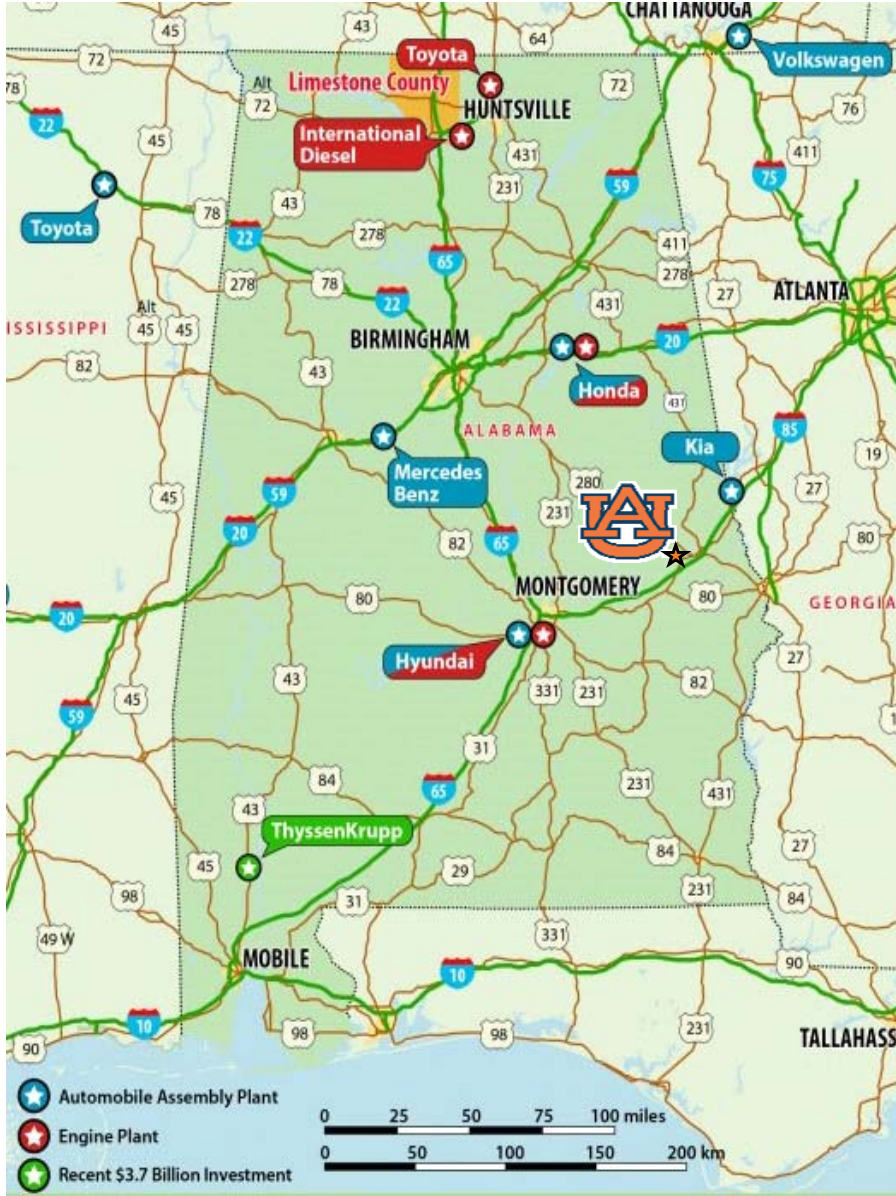 CHATTANOOGA
45
43
64
72
Toyota
Volkswagen
78
Alt
72
Limestone County
HUNTSVILLE
72
76
22
45
International
Diesel
431
411
231
59
75
Toyota
78
43
22
278
65
411
278
278
78
22
431
27
ATLANTA
Alt
45
45
ISSISSIPPI
BIRMINGHAM
20
82
43
Honda
431
ALABAMA
Kia
85
Mercedes
Benz
19
45
59
280
27
20
231
82
65
AU
80
MONTGOMERY
80
80
20
GEORGIA
Hyundai
27
43
331
231
82
45
59
31
84
65
231
431
43
ThyssenKrupp
84
27
45
29
98
31
231
84
49 W
331
MOBILE
90
10
10
98
98
231
90
TALLAHASS
Automobile Assembly Plant
Engine Plant
Recent $3.7 Billion Investment
0 25 50 75 100 miles
0 50 100 150 200 km